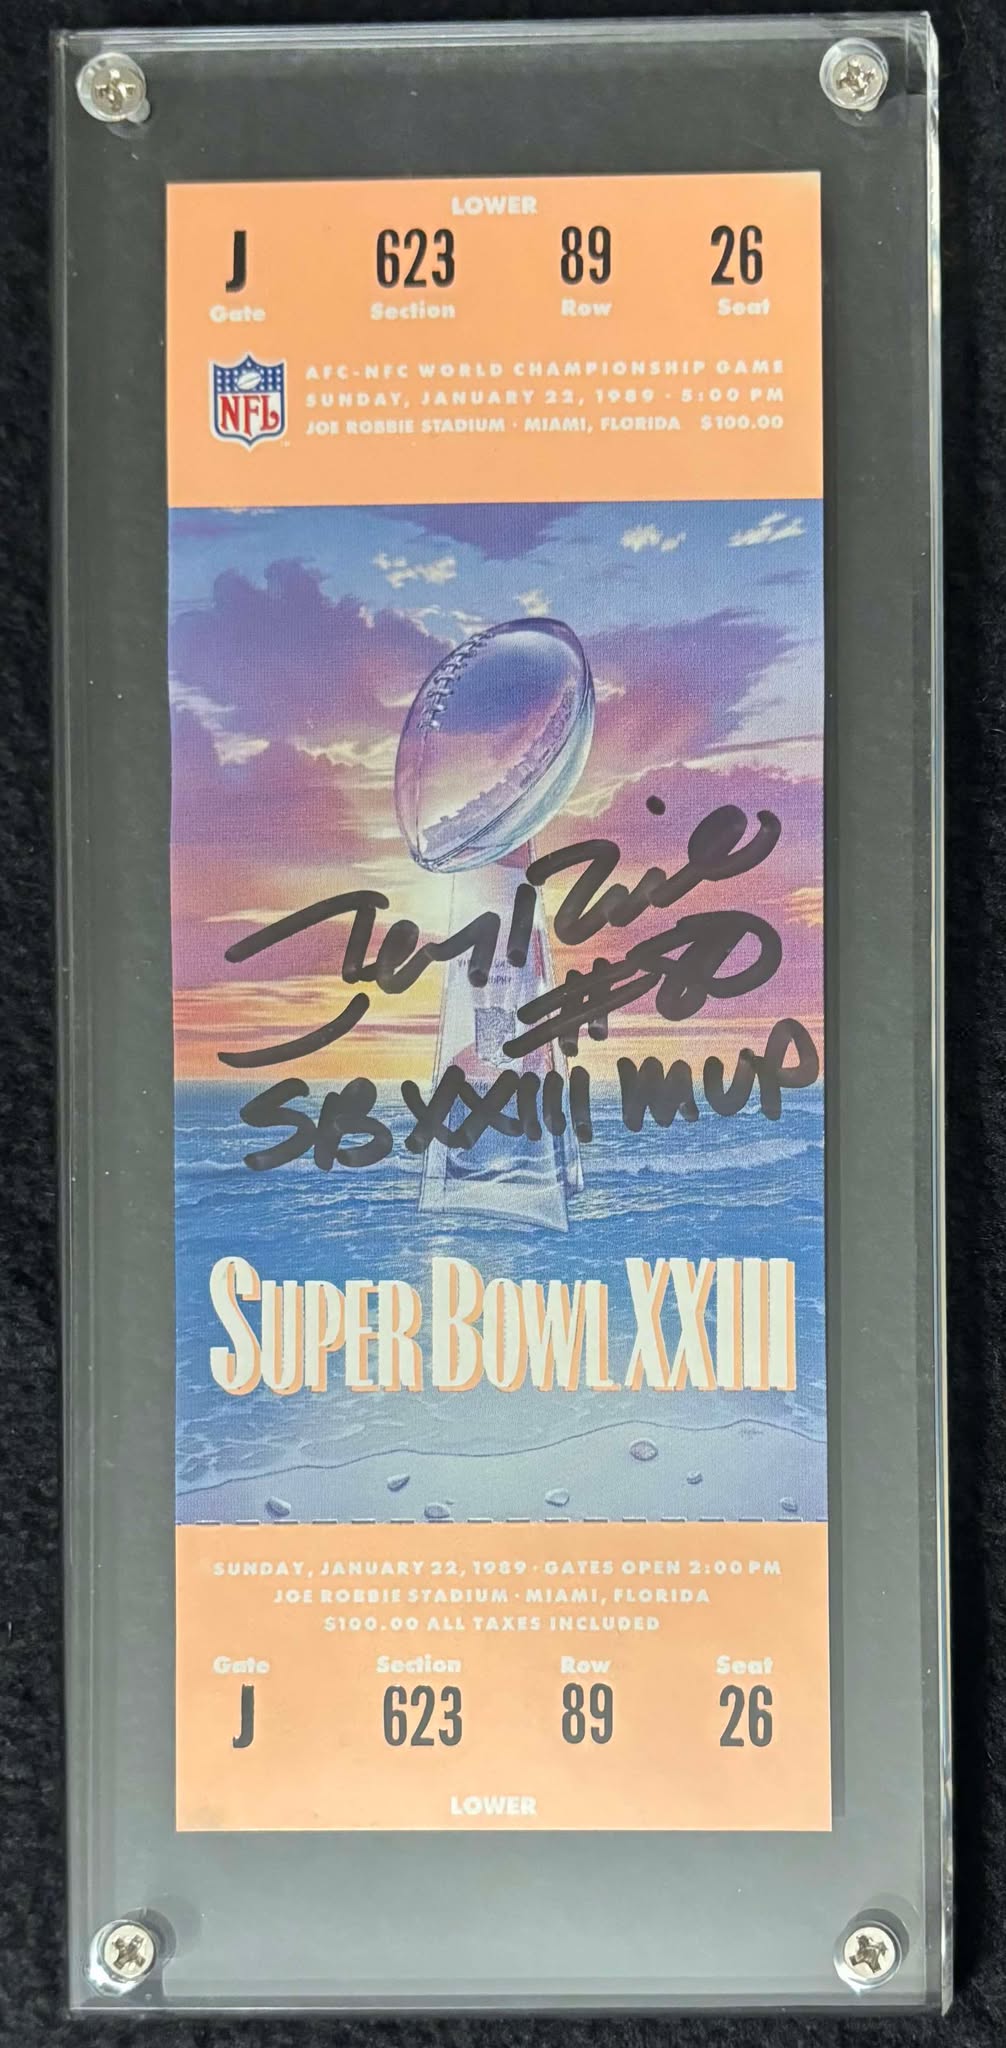 LOWER
J 623 89 26
Gate Section Row Seat
NFL
AFC-NFC WORLD CHAMPIONSHIP GAME
SUNDAY, JANUARY 22, 1989 · 5:00 PM
JOE ROBBIE STADIUM · MIAMI, FLORIDA $100.00
Jerry Rice
#80
SB XXIII MVP
SUPER BOWL XXIII
SUNDAY, JANUARY 22, 1989 · GATES OPEN 2:00 PM
JOE ROBBIE STADIUM · MIAMI, FLORIDA
$100.00 ALL TAXES INCLUDED
Gate Section Row Seat
J 623 89 26
LOWER